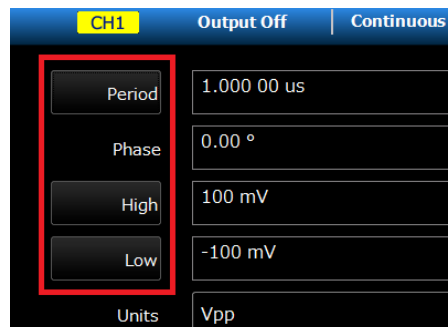 CH1 Output Off Continuous
Period 1.000 00 us
Phase 0.00 °
High 100 mV
Low -100 mV
Units Vpp